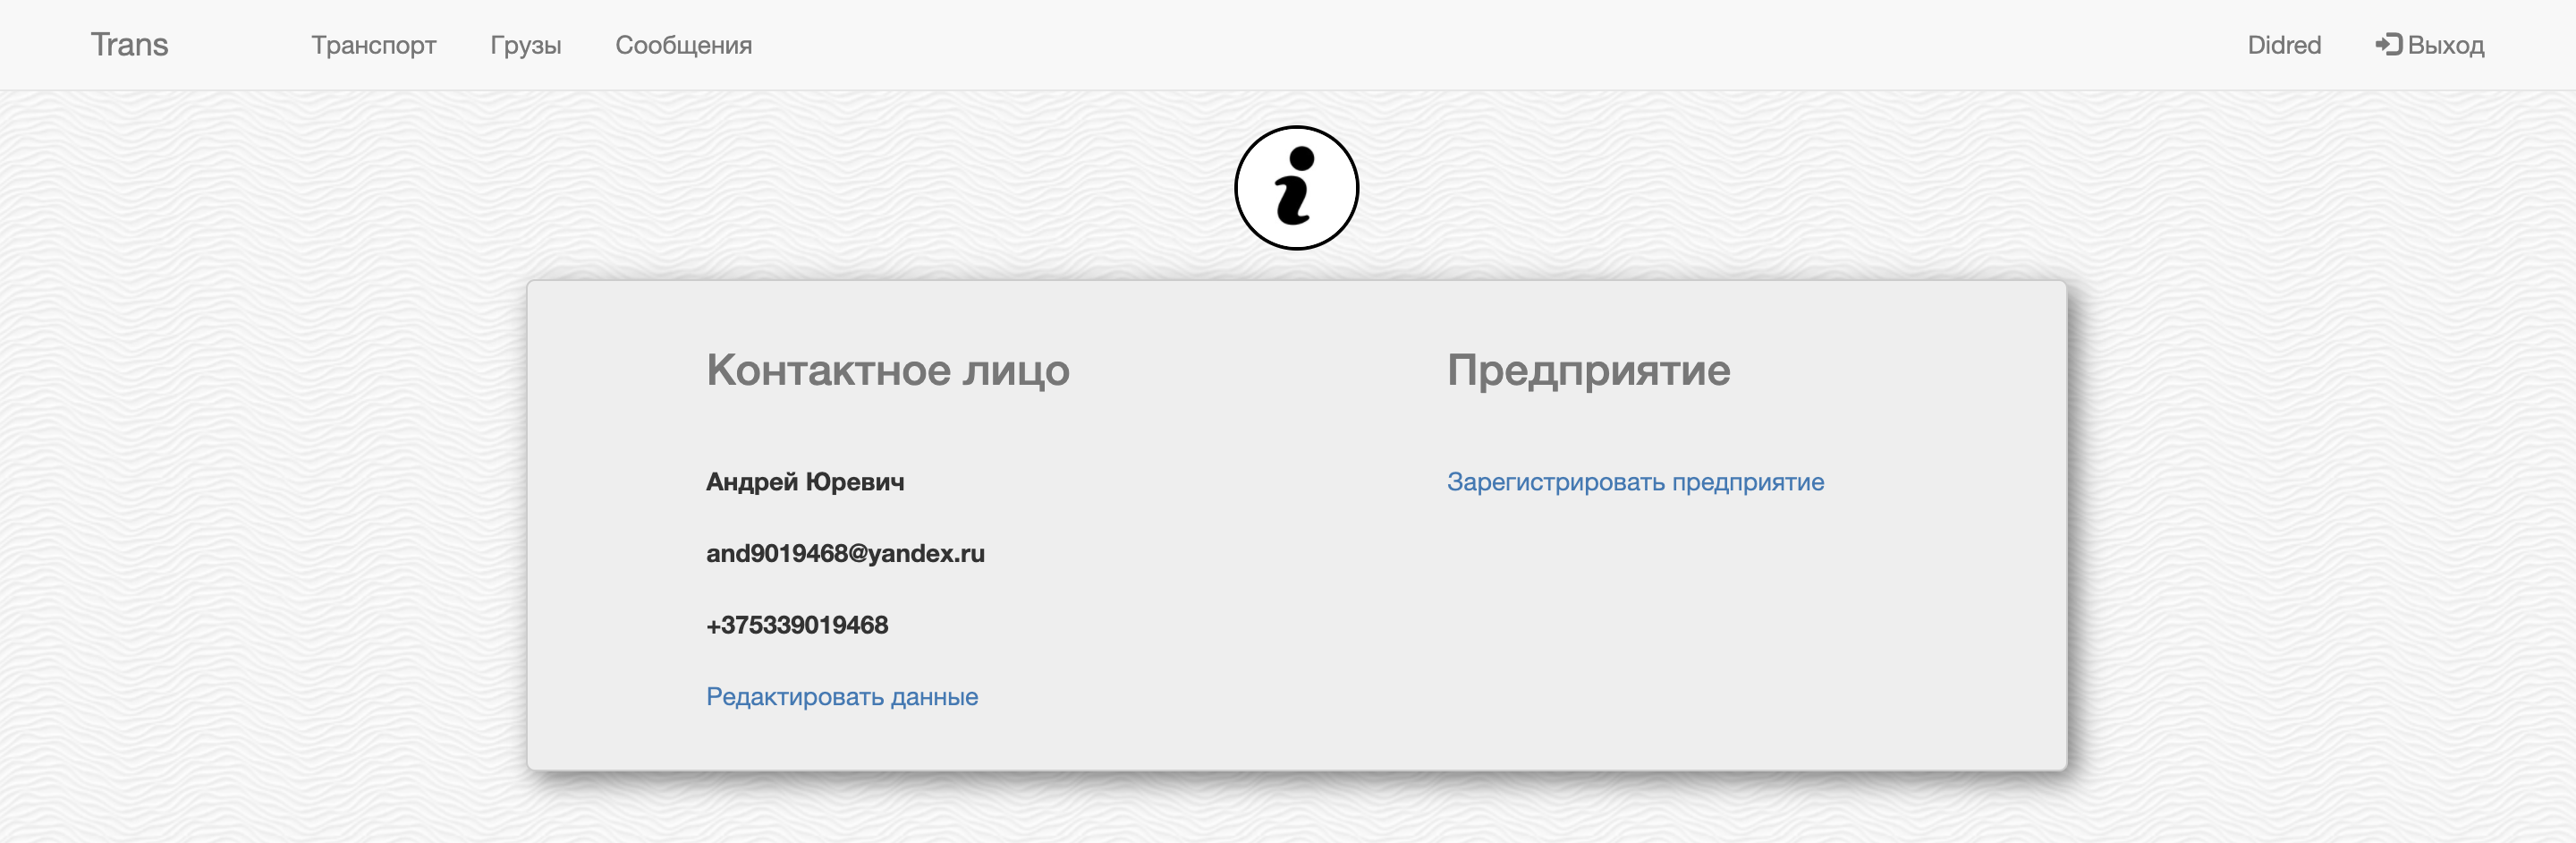 Trans Транспорт Грузы Сообщения Didred Выход
Контактное лицо
Андрей Юревич
and9019468@yandex.ru
+375339019468
Редактировать данные
Предприятие
Зарегистрировать предприятие